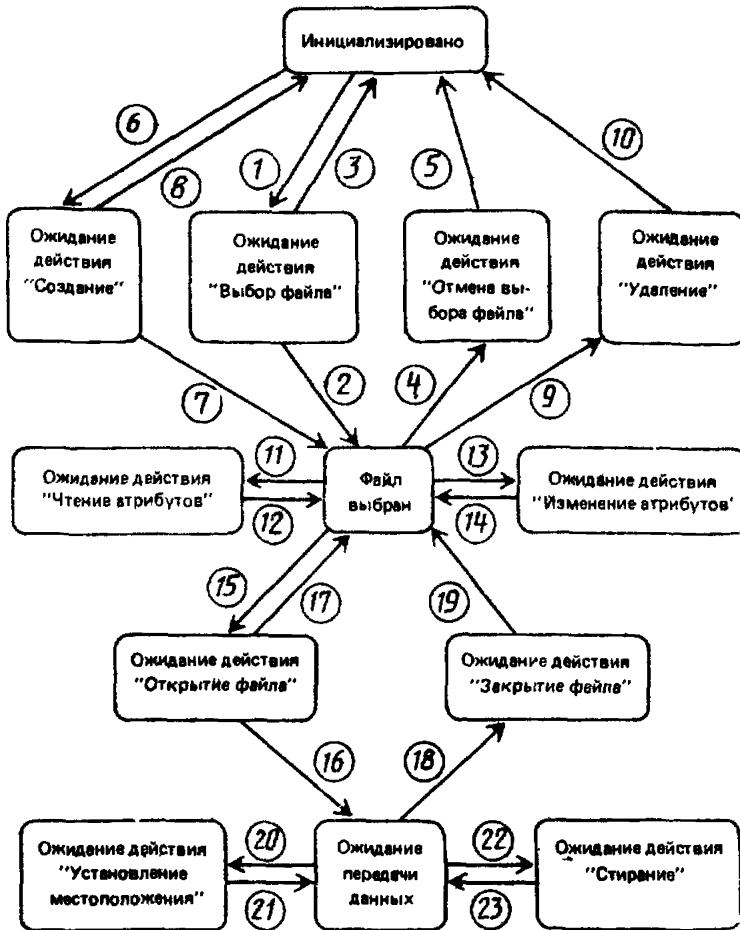 Инициализировано
6
8
1
3
5
10
Ожидание
действия
"Создание"
Ожидание
действия
"Выбор файла"
Ожидание
действия
"Отмена вы-
бора файла"
Ожидание
действия
"Удаление"
7
2
4
9
Ожидание действия
"Чтение атрибутов"
11
12
Файл
выбран
13
14
Ожидание действия
"Изменение атрибутов'
15
17
19
Ожидание действия
"Открытие файла"
Ожидание действия
"Закрытие файла"
16
18
Ожидание действия
"Установление
местоположения"
20
21
Ожидание
передачи
данных
22
23
Ожидание действия
"Стирание"